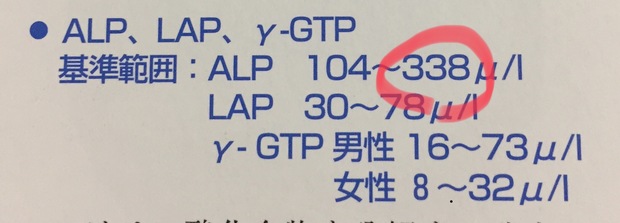 ● ALP、LAP、γ-GTP
基準範囲：ALP 104～338μ/l
LAP 30～78μ/l
γ-GTP 男性 16～73μ/l
女性 8～32μ/l